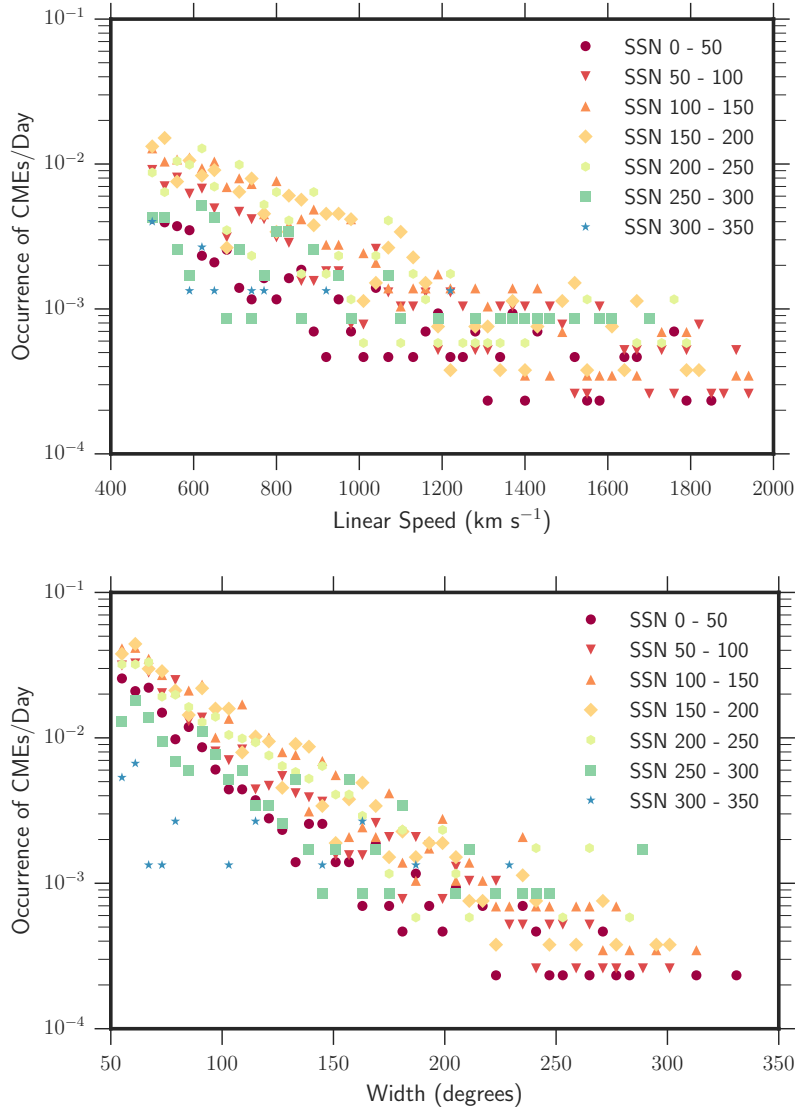 10⁻¹
10⁻²
10⁻³
10⁻⁴
Occurrence of CMEs/Day
SSN 0 - 50
SSN 50 - 100
SSN 100 - 150
SSN 150 - 200
SSN 200 - 250
SSN 250 - 300
SSN 300 - 350
400 600 800 1000 1200 1400 1600 1800 2000
Linear Speed (km s⁻¹)
10⁻¹
10⁻²
10⁻³
10⁻⁴
Occurrence of CMEs/Day
SSN 0 - 50
SSN 50 - 100
SSN 100 - 150
SSN 150 - 200
SSN 200 - 250
SSN 250 - 300
SSN 300 - 350
50 100 150 200 250 300 350
Width (degrees)